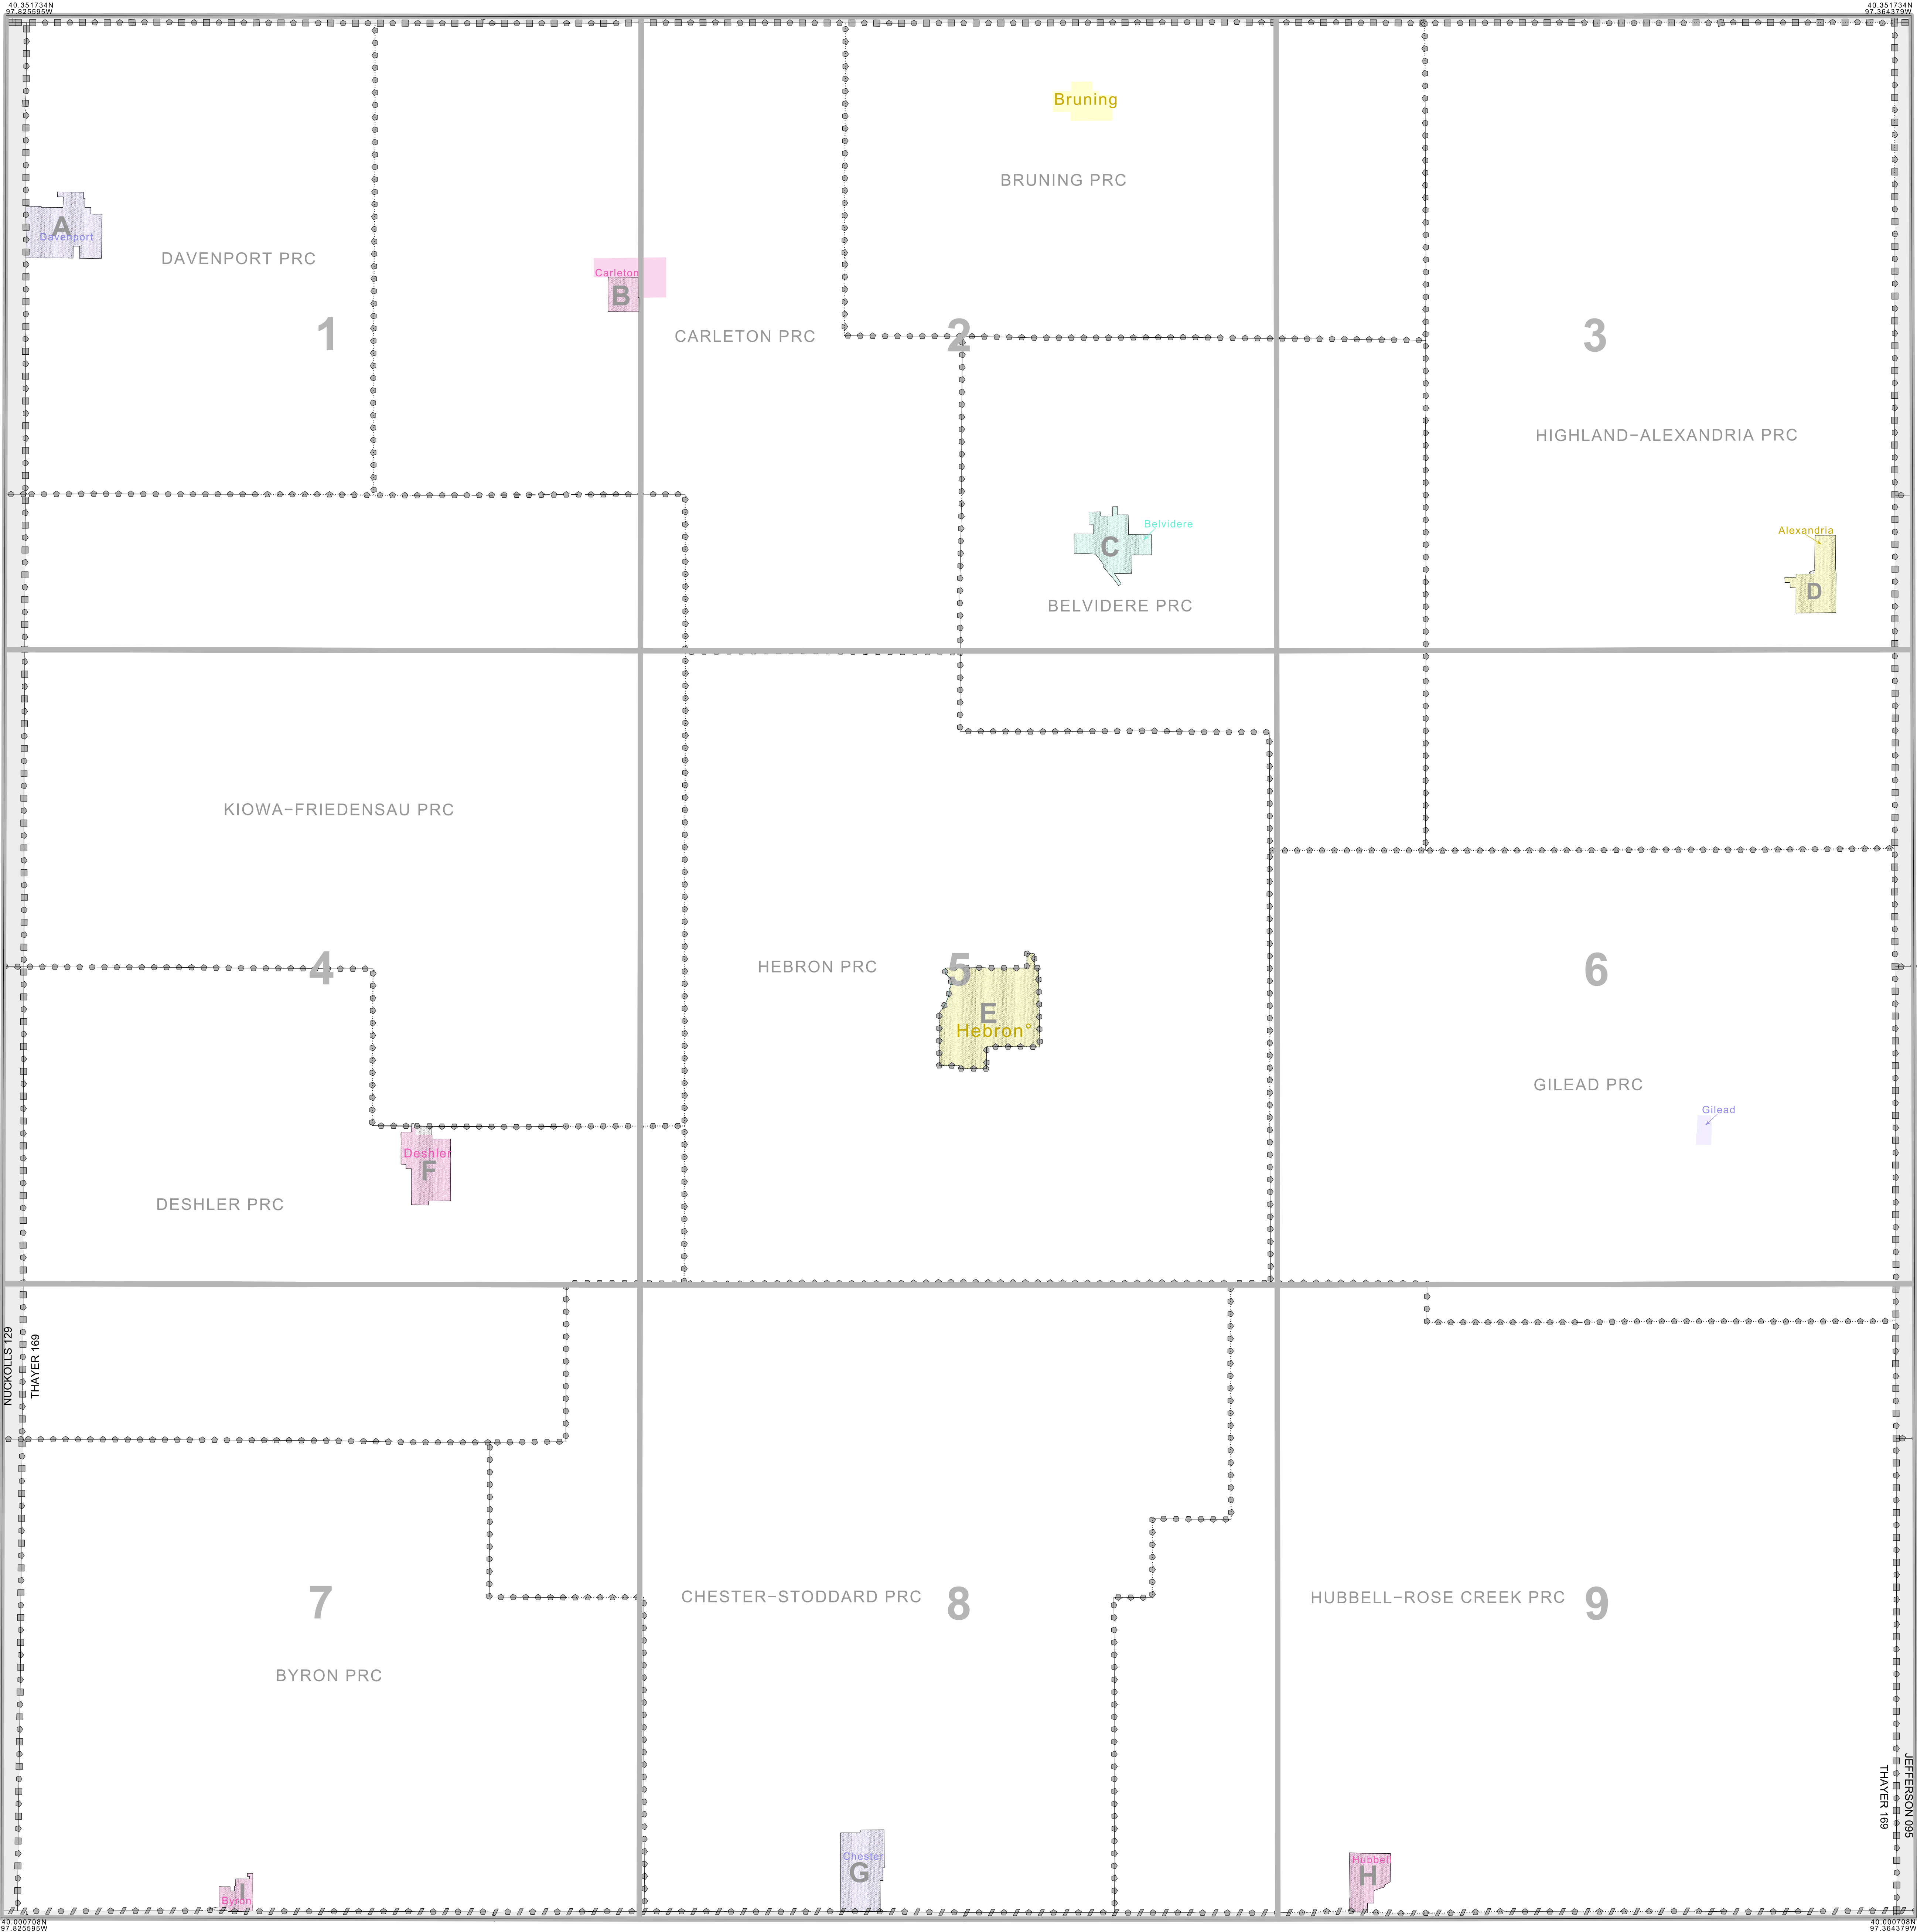 40.351734N
97.825595W
40.351734N
97.364379W
Bruning
BRUNING PRC
A
Davenport
DAVENPORT PRC
Carleton
B
1
CARLETON PRC
2
3
HIGHLAND-ALEXANDRIA PRC
Belvidere
C
Alexandria
D
BELVIDERE PRC
KIOWA-FRIEDENSAU PRC
4
HEBRON PRC
5
6
E
Hebron°
GILEAD PRC
Gilead
Deshler
F
DESHLER PRC
NUCKOLLS 129
THAYER 169
7
CHESTER-STODDARD PRC
8
HUBBELL-ROSE CREEK PRC
9
BYRON PRC
THAYER 169
JEFFERSON 095
Chester
G
Hubbell
H
I
Byron
40.000708N
97.825595W
40.000708N
97.364379W